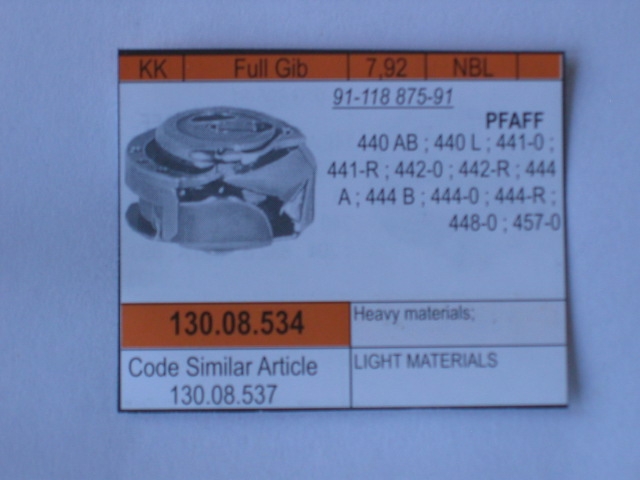 KK Full Gib 7,92 NBL
91-118 875-91
PFAFF
440 AB ; 440 L ; 441-0 ;
441-R ; 442-0 ; 442-R ; 444
A ; 444 B ; 444-0 ; 444-R ;
448-0 ; 457-0
130.08.534
Heavy materials;
Code Similar Article
130.08.537
LIGHT MATERIALS